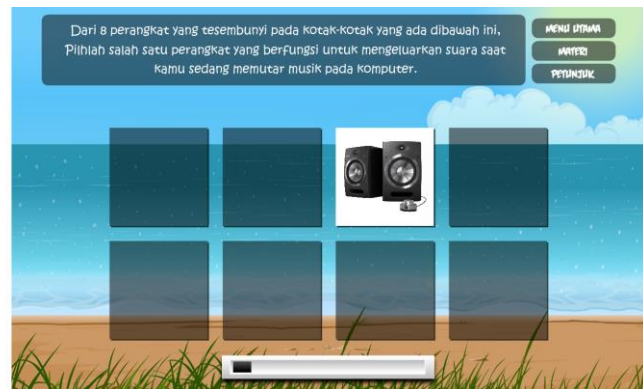 Dari 8 perangkat yang tesembunyi pada kotak-kotak yang ada dibawah ini,
Pilhlah salah satu perangkat yang berfungsi untuk mengeluarkan suara saat
kamu sedang memutar musik pada komputer.
MENU UTAMA
MATERI
PETUNJUK